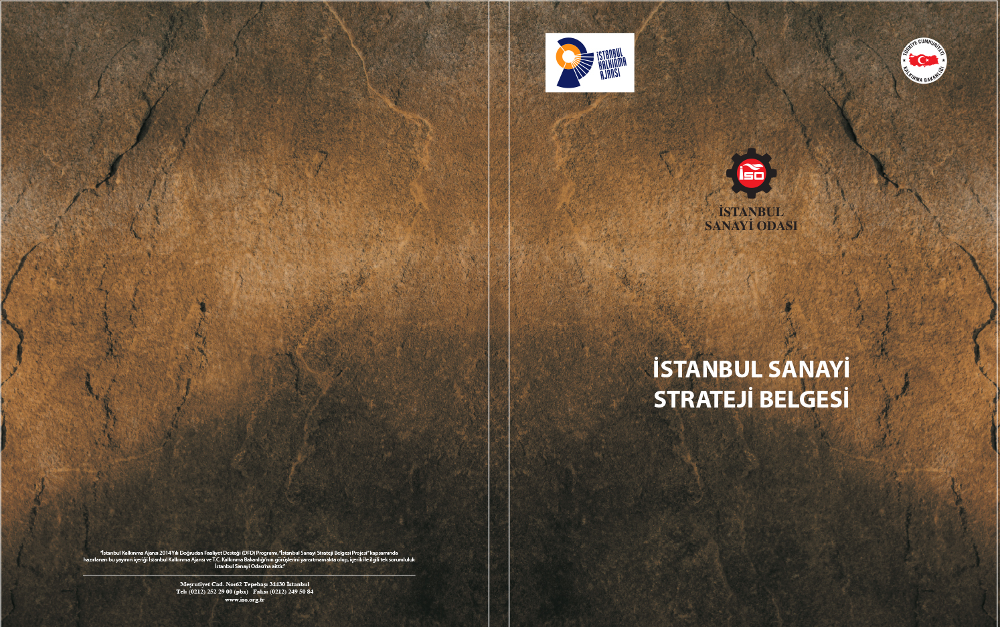 İSTANBUL
KALKINMA
AJANSI
TÜRKİYE CUMHURİYETİ
KALKINMA BAKANLIĞI
İSO
İSTANBUL
SANAYİ ODASI
İSTANBUL SANAYİ
STRATEJİ BELGESİ
“İstanbul Kalkınma Ajansı 2014 Yılı Doğrudan Faaliyet Desteği (DFD) Programı, “İstanbul Sanayi Strateji Belgesi Projesi” kapsamında
hazırlanan bu yayının içeriği İstanbul Kalkınma Ajansı ve T.C. Kalkınma Bakanlığı’nın görüşlerini yansıtmamakta olup, içerik ile ilgili tek sorumluluk
İstanbul Sanayi Odası’na aittir.”
Meşrutiyet Cad. No:62 Tepebaşı 34430 İstanbul
Tel: (0212) 252 29 00 (pbx) Faks: (0212) 249 50 84
www.iso.org.tr